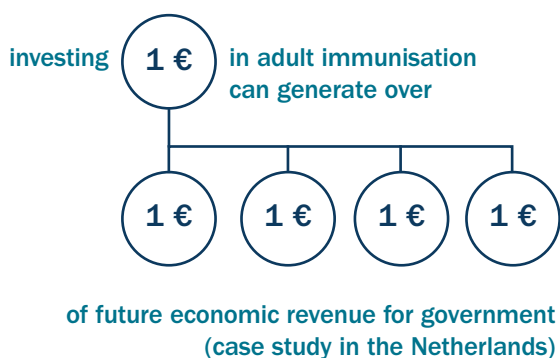 investing 1 € in adult immunisation
can generate over
1 € 1 € 1 € 1 €
of future economic revenue for government
(case study in the Netherlands)